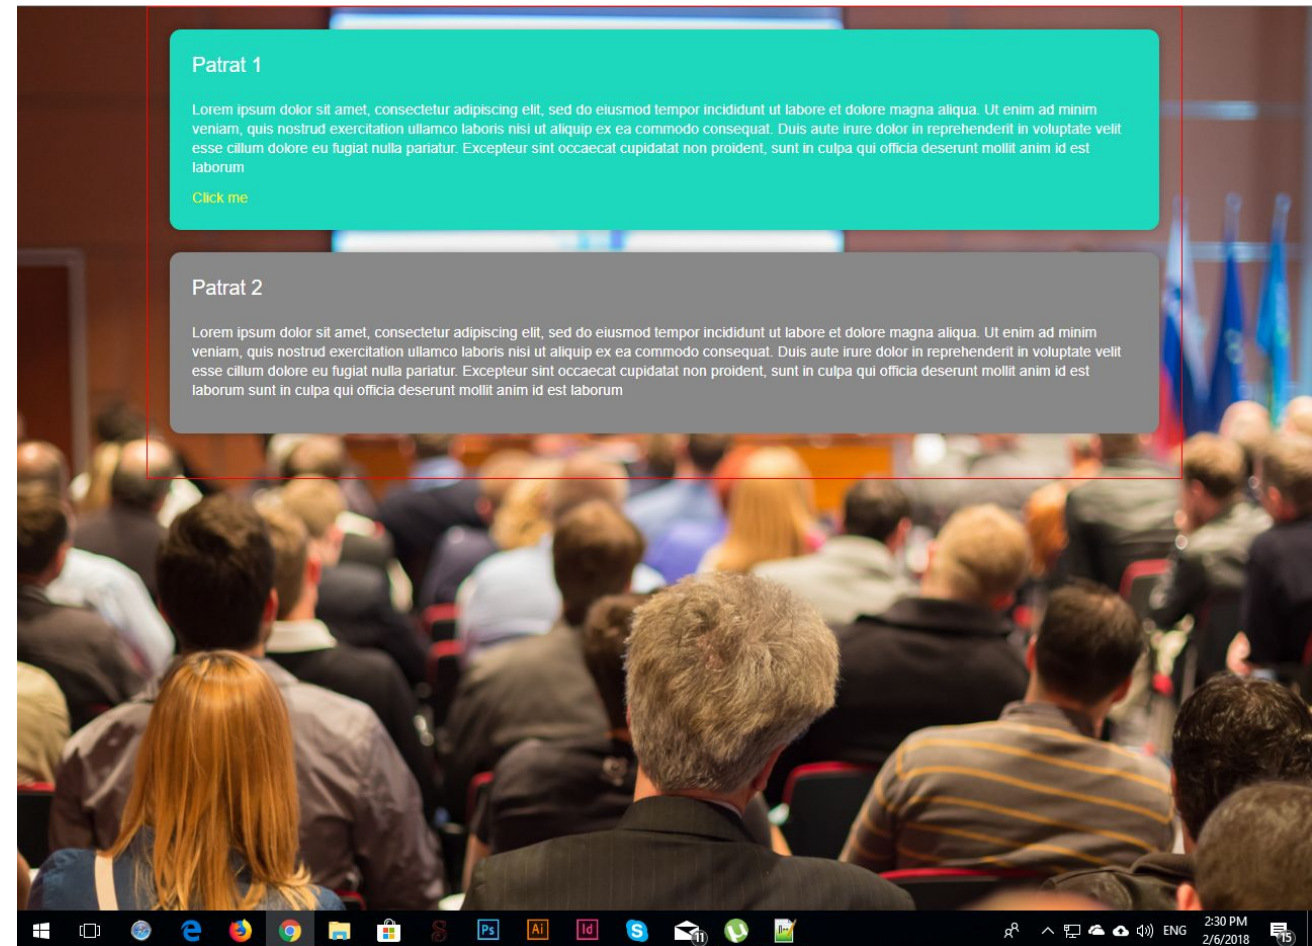 Patrat 1
Lorem ipsum dolor sit amet, consectetur adipiscing elit, sed do eiusmod tempor incididunt ut labore et dolore magna aliqua. Ut enim ad minim
veniam, quis nostrud exercitation ullamco laboris nisi ut aliquip ex ea commodo consequat. Duis aute irure dolor in reprehenderit in voluptate velit
esse cillum dolore eu fugiat nulla pariatur. Excepteur sint occaecat cupidatat non proident, sunt in culpa qui officia deserunt mollit anim id est
laborum
Click me
Patrat 2
Lorem ipsum dolor sit amet, consectetur adipiscing elit, sed do eiusmod tempor incididunt ut labore et dolore magna aliqua. Ut enim ad minim
veniam, quis nostrud exercitation ullamco laboris nisi ut aliquip ex ea commodo consequat. Duis aute irure dolor in reprehenderit in voluptate velit
esse cillum dolore eu fugiat nulla pariatur. Excepteur sint occaecat cupidatat non proident, sunt in culpa qui officia deserunt mollit anim id est
laborum sunt in culpa qui officia deserunt mollit anim id est laborum
Ps Ai Id S 11 ENG 2:30 PM
2/6/2018 15